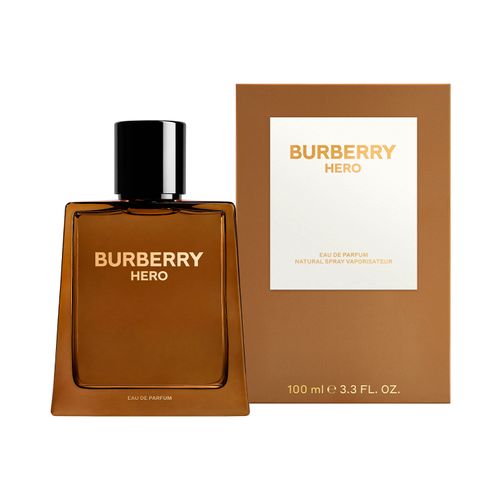 BURBERRY
HERO
EAU DE PARFUM
BURBERRY
HERO
EAU DE PARFUM
NATURAL SPRAY VAPORISATEUR
100 ml ℮ 3.3 FL. OZ.